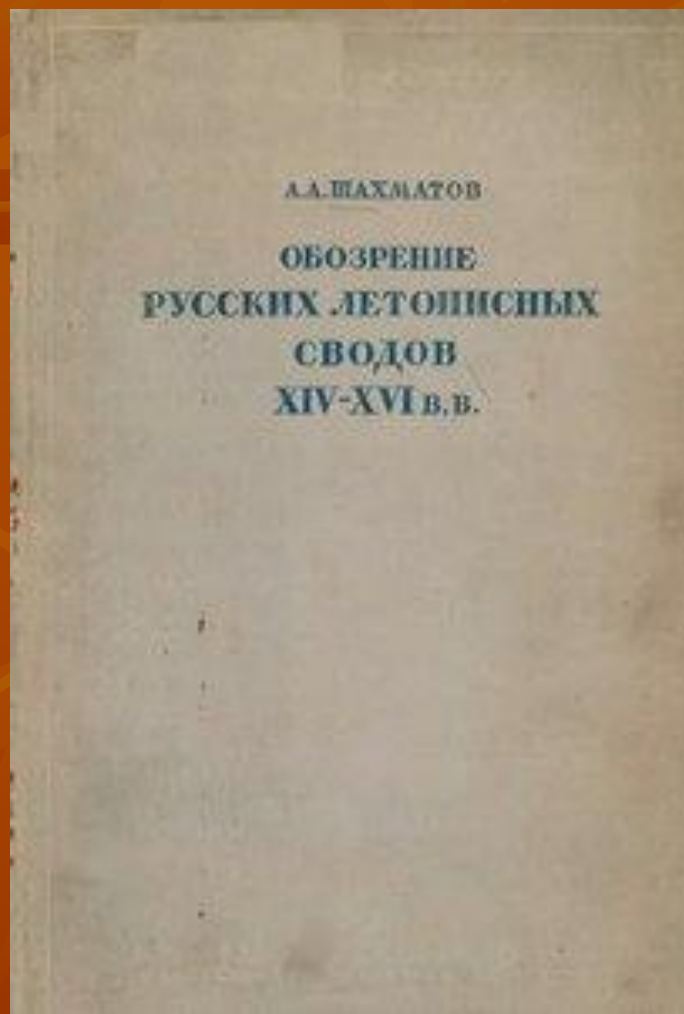 А.А.ШАХМАТОВ
ОБОЗРЕНИЕ
РУССКИХ ЛЕТОПИСНЫХ
СВОДОВ
XIV-XVI В.В.